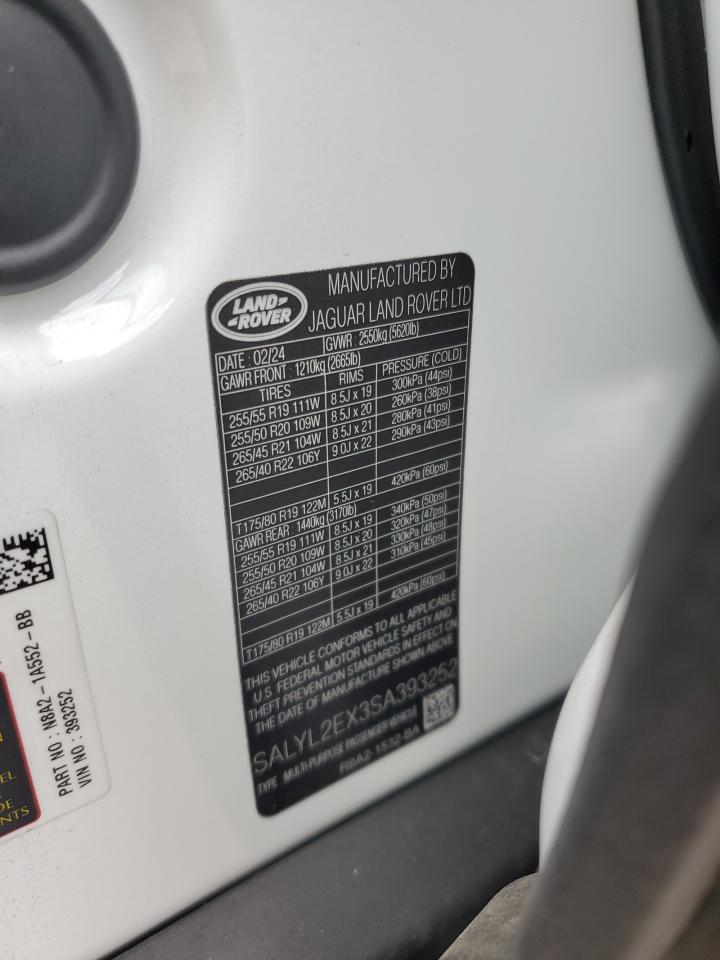 LAND-
-ROVER
MANUFACTURED BY
JAGUAR LAND ROVER LTD
DATE : 02/24 GVWR : 2550kg (5620lb)
GAWR FRONT : 1210kg (2665lb)
TIRES RIMS PRESSURE (COLD)
255/55 R19 111W 8.5J x 19 300kPa (44psi)
255/50 R20 109W 8.5J x 20 260kPa (38psi)
265/45 R21 104W 8.5J x 21 280kPa (41psi)
265/40 R22 106Y 9.0J x 22 290kPa (43psi)
T175/80 R19 122M 5.5J x 19 420kPa (60psi)
GAWR REAR : 1440kg (3170lb)
255/55 R19 111W 8.5J x 19 340kPa (50psi)
255/50 R20 109W 8.5J x 20 320kPa (47psi)
265/45 R21 104W 8.5J x 21 330kPa (48psi)
265/40 R22 106Y 9.0J x 22 310kPa (45psi)
T175/80 R19 122M 5.5J x 19 420kPa (60psi)
THIS VEHICLE CONFORMS TO ALL APPLICABLE
U.S. FEDERAL MOTOR VEHICLE SAFETY AND
THEFT PREVENTION STANDARDS IN EFFECT ON
THE DATE OF MANUFACTURE SHOWN ABOVE.
SALYL2EX3SA393252
TYPE : MULTI-PURPOSE PASSENGER VEHICLE
R8A2-1532-BA
PART NO : N8A2-1A552-BB
VIN NO : 393252